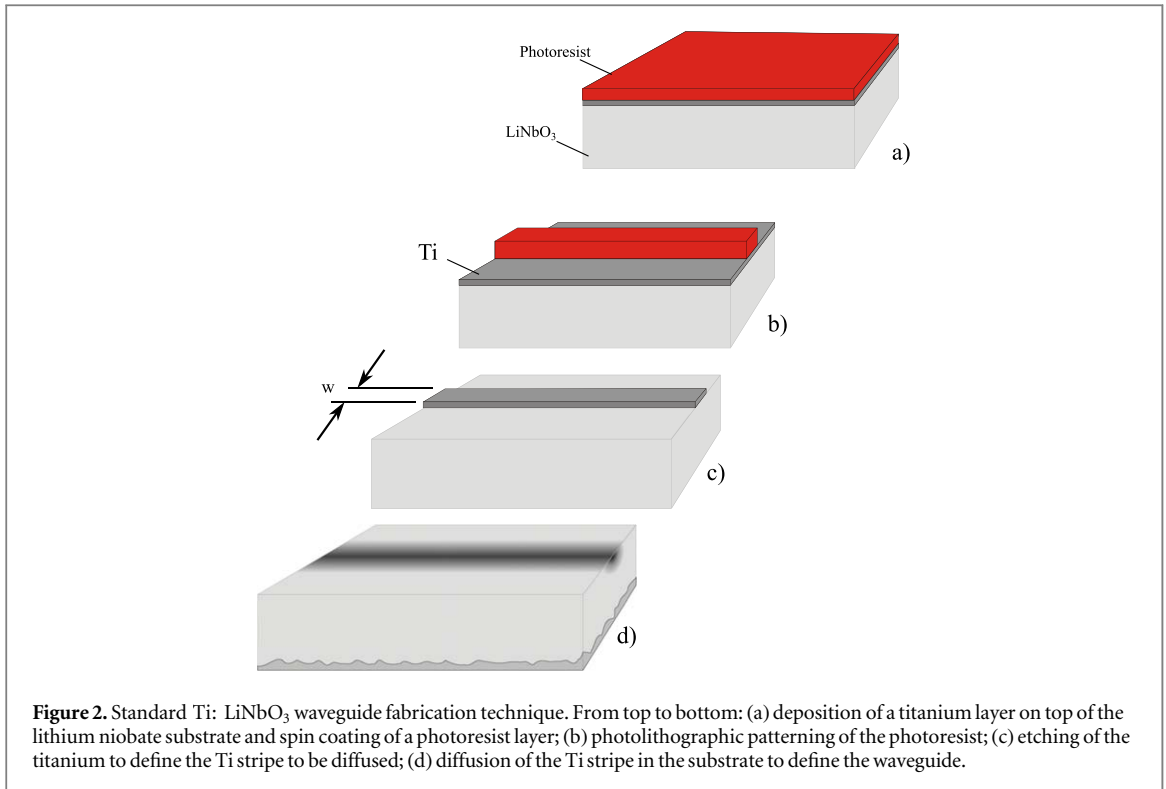 Photoresist
LiNbO₃
a)
Ti
b)
w
c)
d)
Figure 2. Standard Ti: LiNbO₃ waveguide fabrication technique. From top to bottom: (a) deposition of a titanium layer on top of the
lithium niobate substrate and spin coating of a photoresist layer; (b) photolithographic patterning of the photoresist; (c) etching of the
titanium to define the Ti stripe to be diffused; (d) diffusion of the Ti stripe in the substrate to define the waveguide.